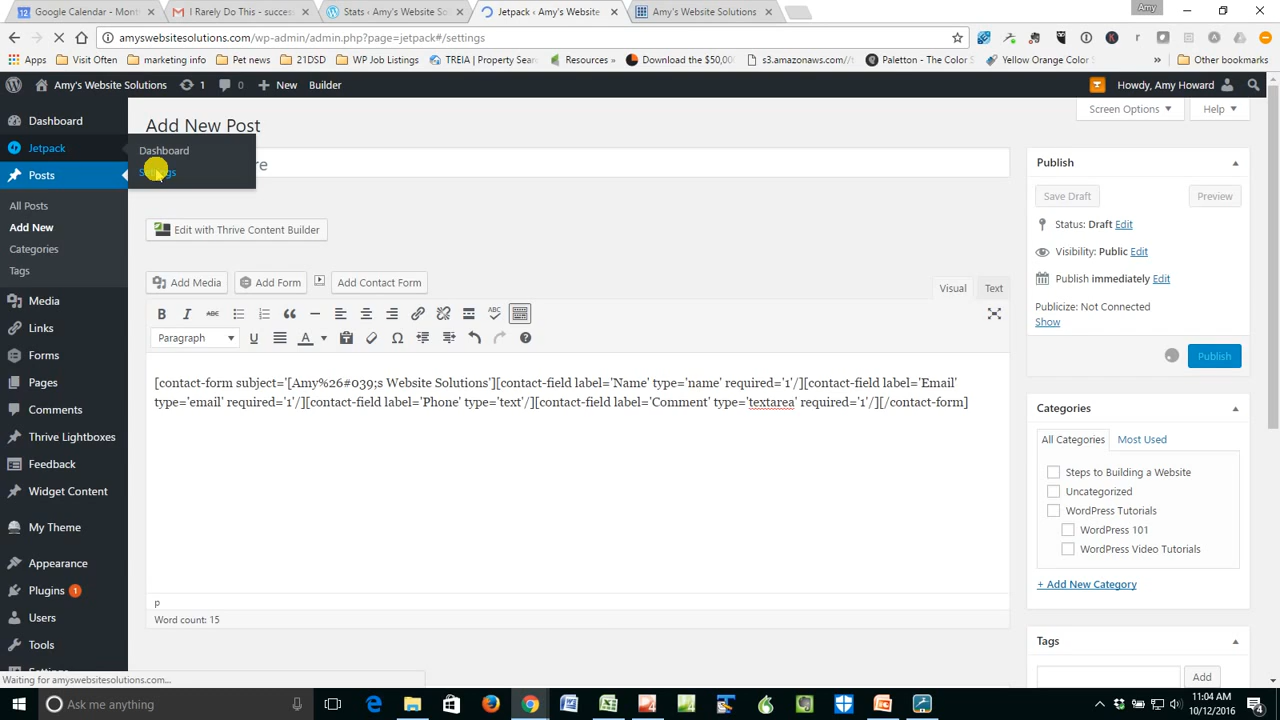 Google Calendar - Mont
I Rarely Do This - success
Stats ‹ Amy's Website So
Jetpack ‹ Amy's Website
Amy's Website Solutions
Amy
amyswebsitesolutions.com/wp-admin/admin.php?page=jetpack#/settings
Apps
Visit Often
marketing info
Pet news
21DSD
WP Job Listings
TREIA | Property Sear
Resources »
Download the $50,000
s3.amazonaws.com/
Paletton - The Color S
Yellow Orange Color
Other bookmarks
Amy's Website Solutions
1
0
New
Builder
Howdy, Amy Howard
Dashboard
Jetpack
Posts
All Posts
Add New
Categories
Tags
Media
Links
Forms
Pages
Comments
Thrive Lightboxes
Feedback
Widget Content
My Theme
Appearance
Plugins 1
Users
Tools
Settings
Dashboard
Settings
Screen Options
Help
Add New Post
re
Edit with Thrive Content Builder
Add Media
Add Form
Add Contact Form
Visual
Text
Paragraph
[contact-form subject='[Amy%26#039;s Website Solutions'][contact-field label='Name' type='name' required='1'/][contact-field label='Email'
type='email' required='1'/][contact-field label='Phone' type='text'/][contact-field label='Comment' type='textarea' required='1'/][/contact-form]
p
Word count: 15
Publish
Save Draft
Preview
Status: Draft Edit
Visibility: Public Edit
Publish immediately Edit
Publicize: Not Connected
Show
Publish
Categories
All Categories
Most Used
Steps to Building a Website
Uncategorized
WordPress Tutorials
WordPress 101
WordPress Video Tutorials
+ Add New Category
Tags
Add
Waiting for amyswebsitesolutions.com...
Ask me anything
11:04 AM
10/12/2016